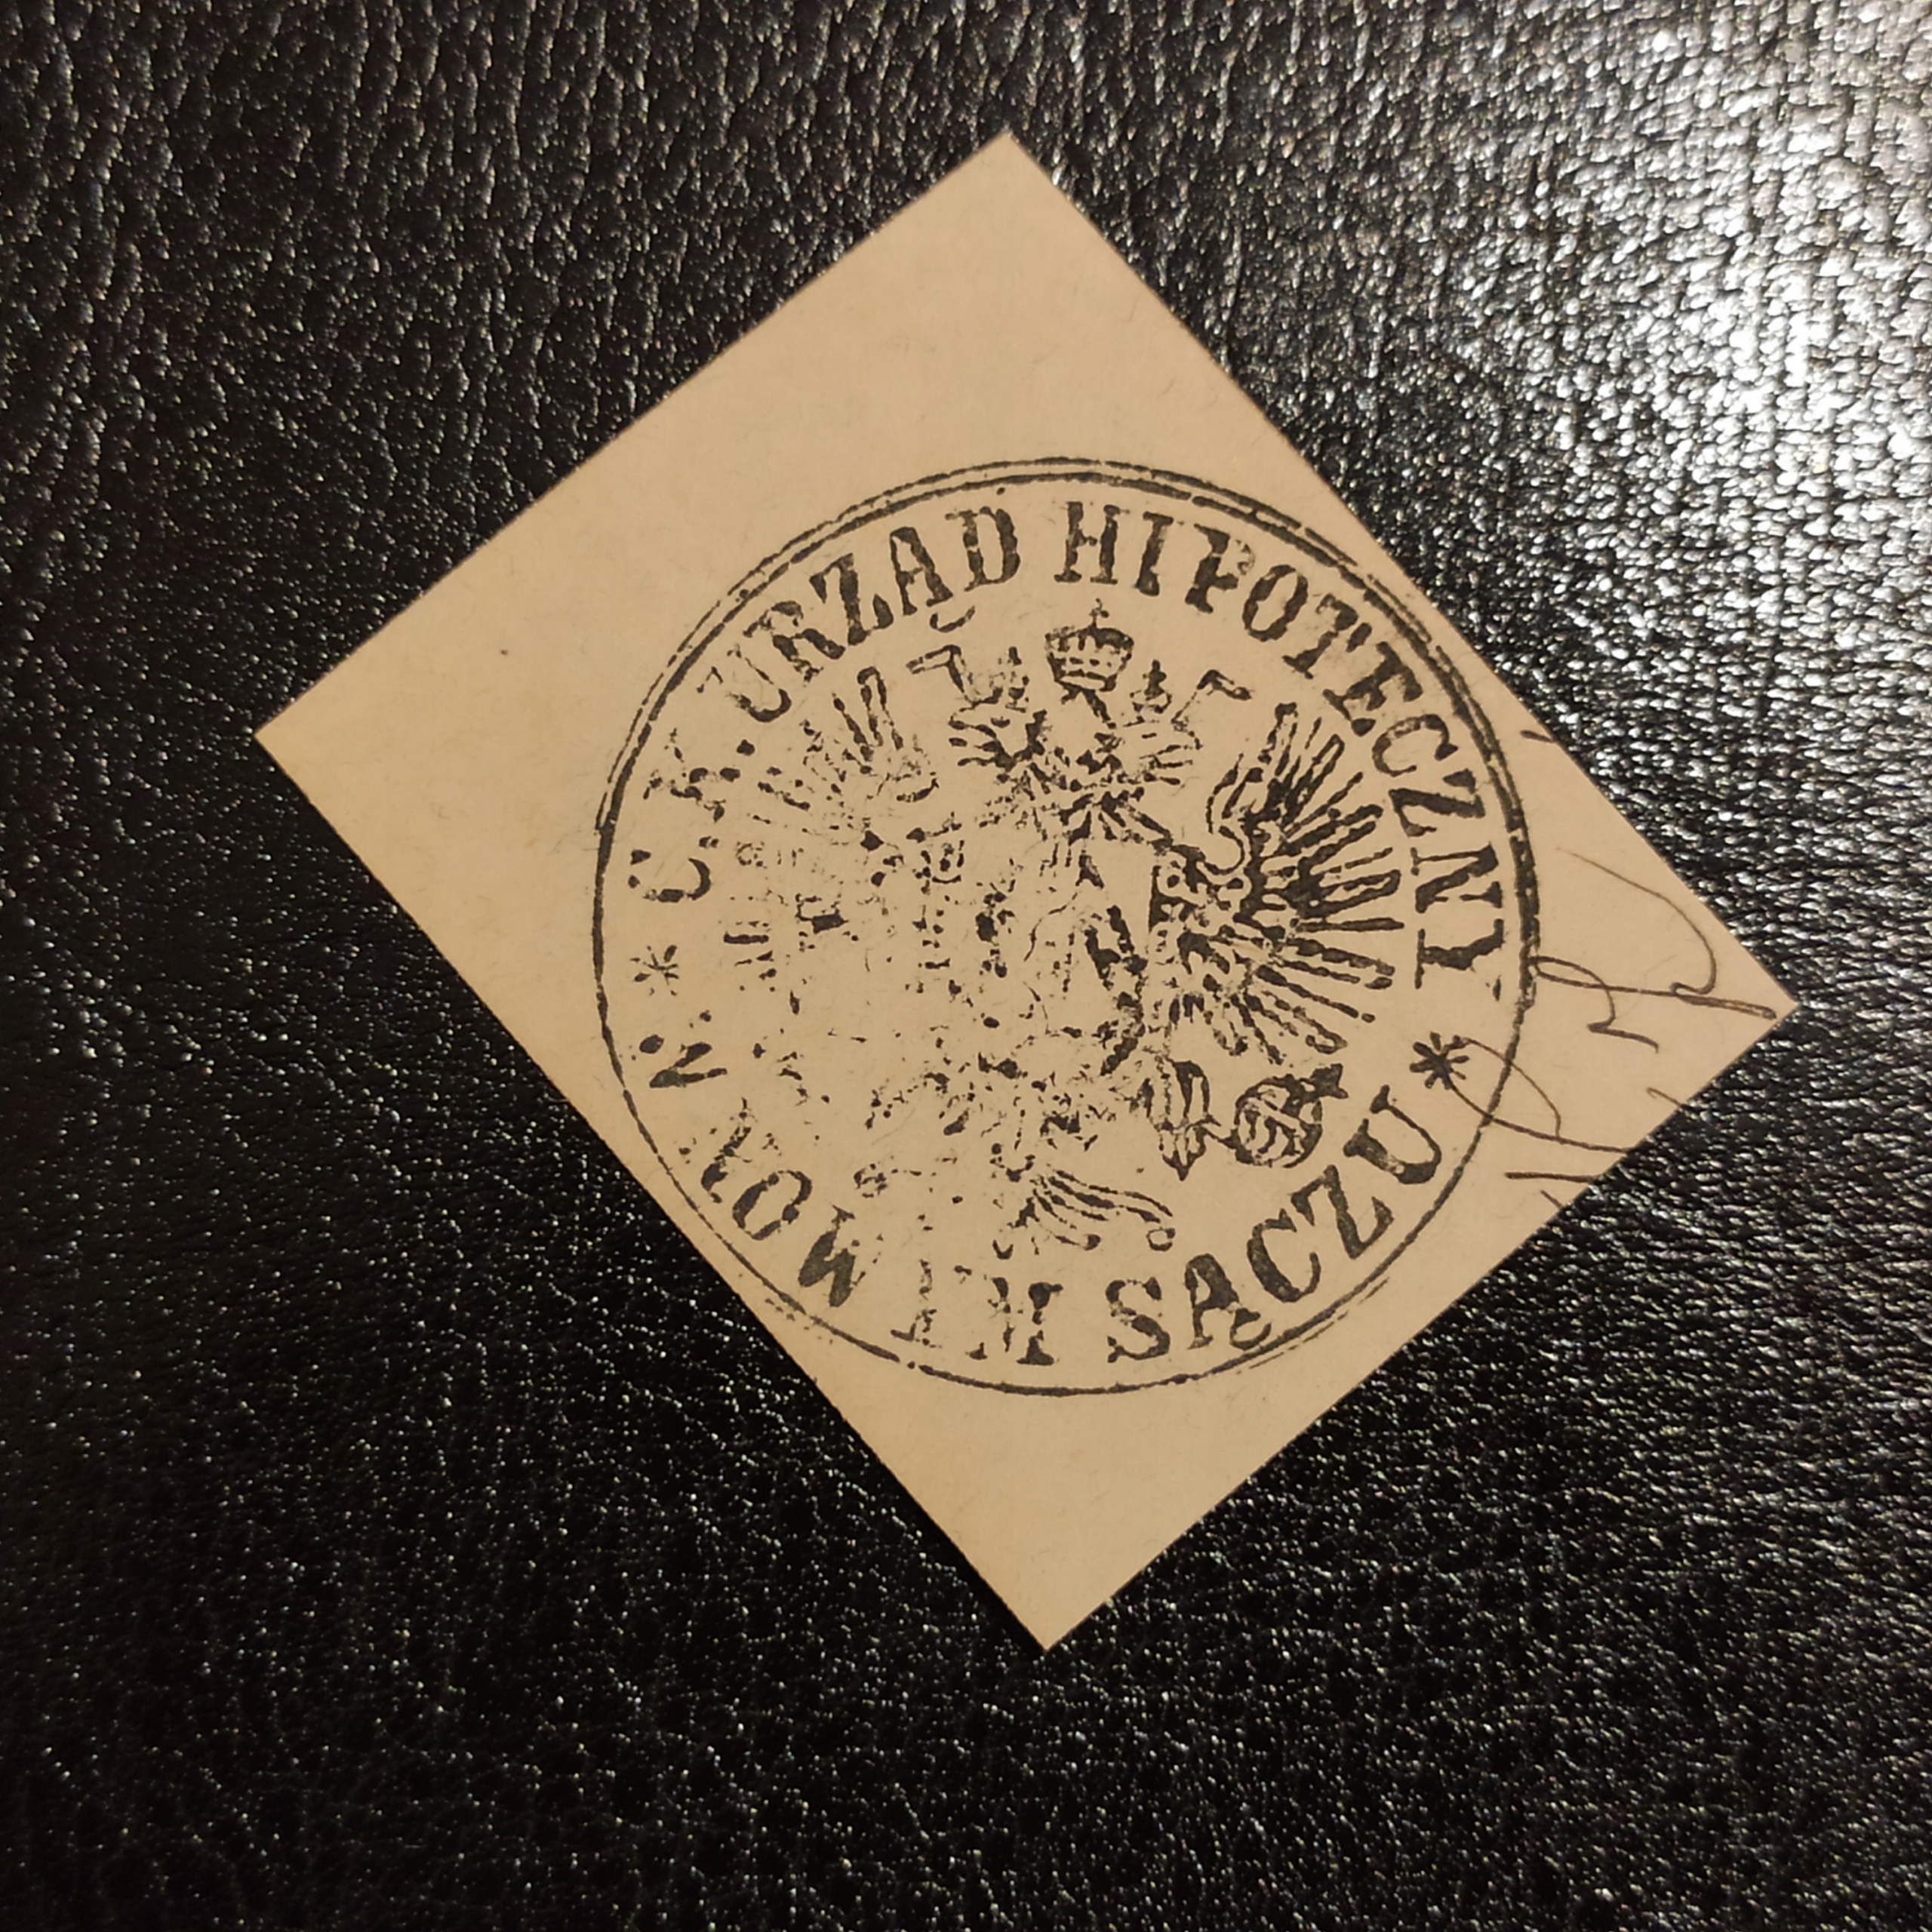 C.K. URZĄD HIPOTECZNY
* W NOWYM SĄCZU *